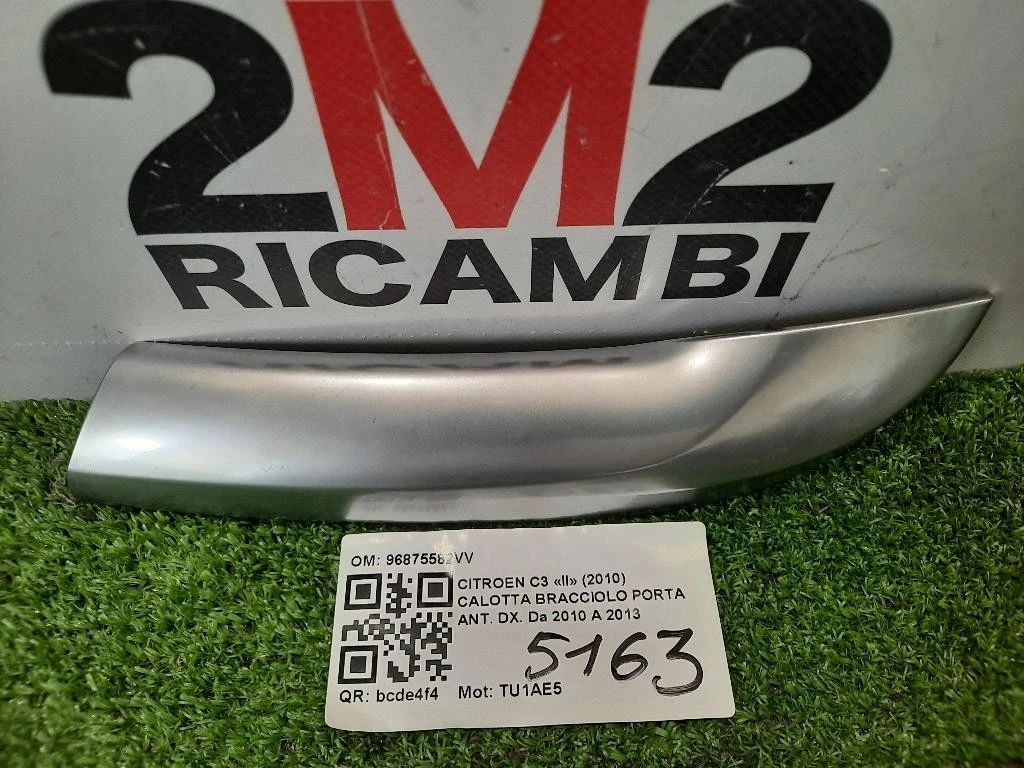 2M2
RICAMBI
OM: 96875582VV
CITROEN C3 «II» (2010)
CALOTTA BRACCIOLO PORTA
ANT. DX. Da 2010 A 2013
5163
QR: bcde4f4 Mot: TU1AE5